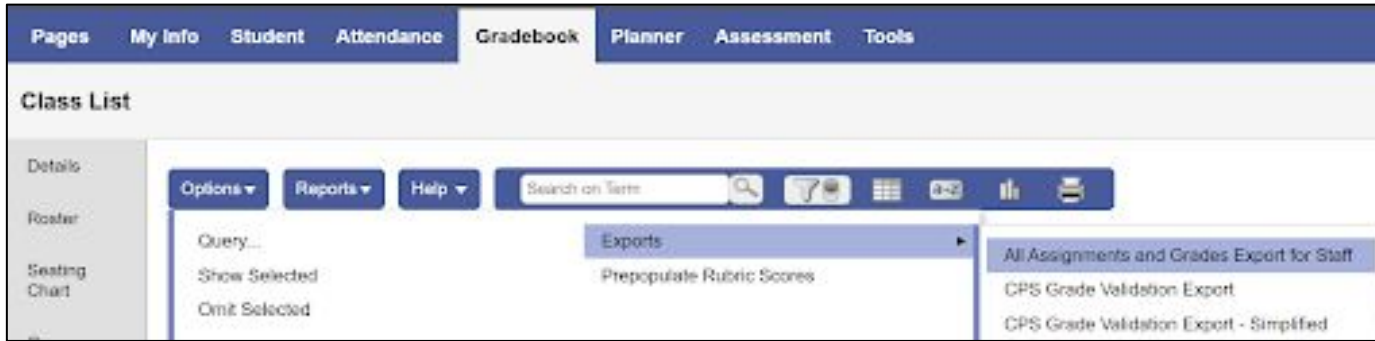 Pages My Info Student Attendance Gradebook Planner Assessment Tools
Class List
Details
Roster
Seating
Chart
Options Reports Help Search on Term a-z
Query...
Show Selected
Omit Selected
Exports
Prepopulate Rubric Scores
All Assignments and Grades Export for Staff
CPS Grade Validation Export
CPS Grade Validation Export - Simplified